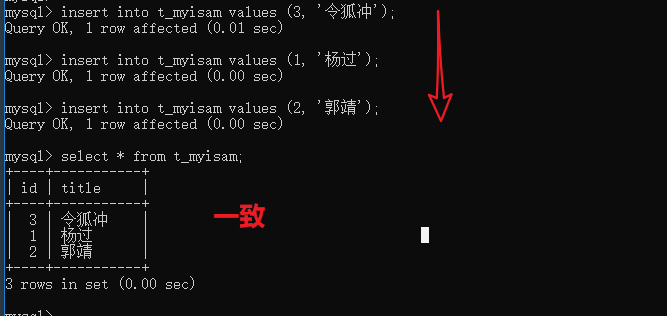 mysql> insert into t_myisam values (3, '令狐冲');
Query OK, 1 row affected (0.01 sec)
mysql> insert into t_myisam values (1, '杨过');
Query OK, 1 row affected (0.00 sec)
mysql> insert into t_myisam values (2, '郭靖');
Query OK, 1 row affected (0.00 sec)
mysql> select * from t_myisam;
+----+-----------+
| id | title     |
+----+-----------+
|  3 | 令狐冲    |
|  1 | 杨过      |
|  2 | 郭靖      |
+----+-----------+
一致
3 rows in set (0.00 sec)
mysql>